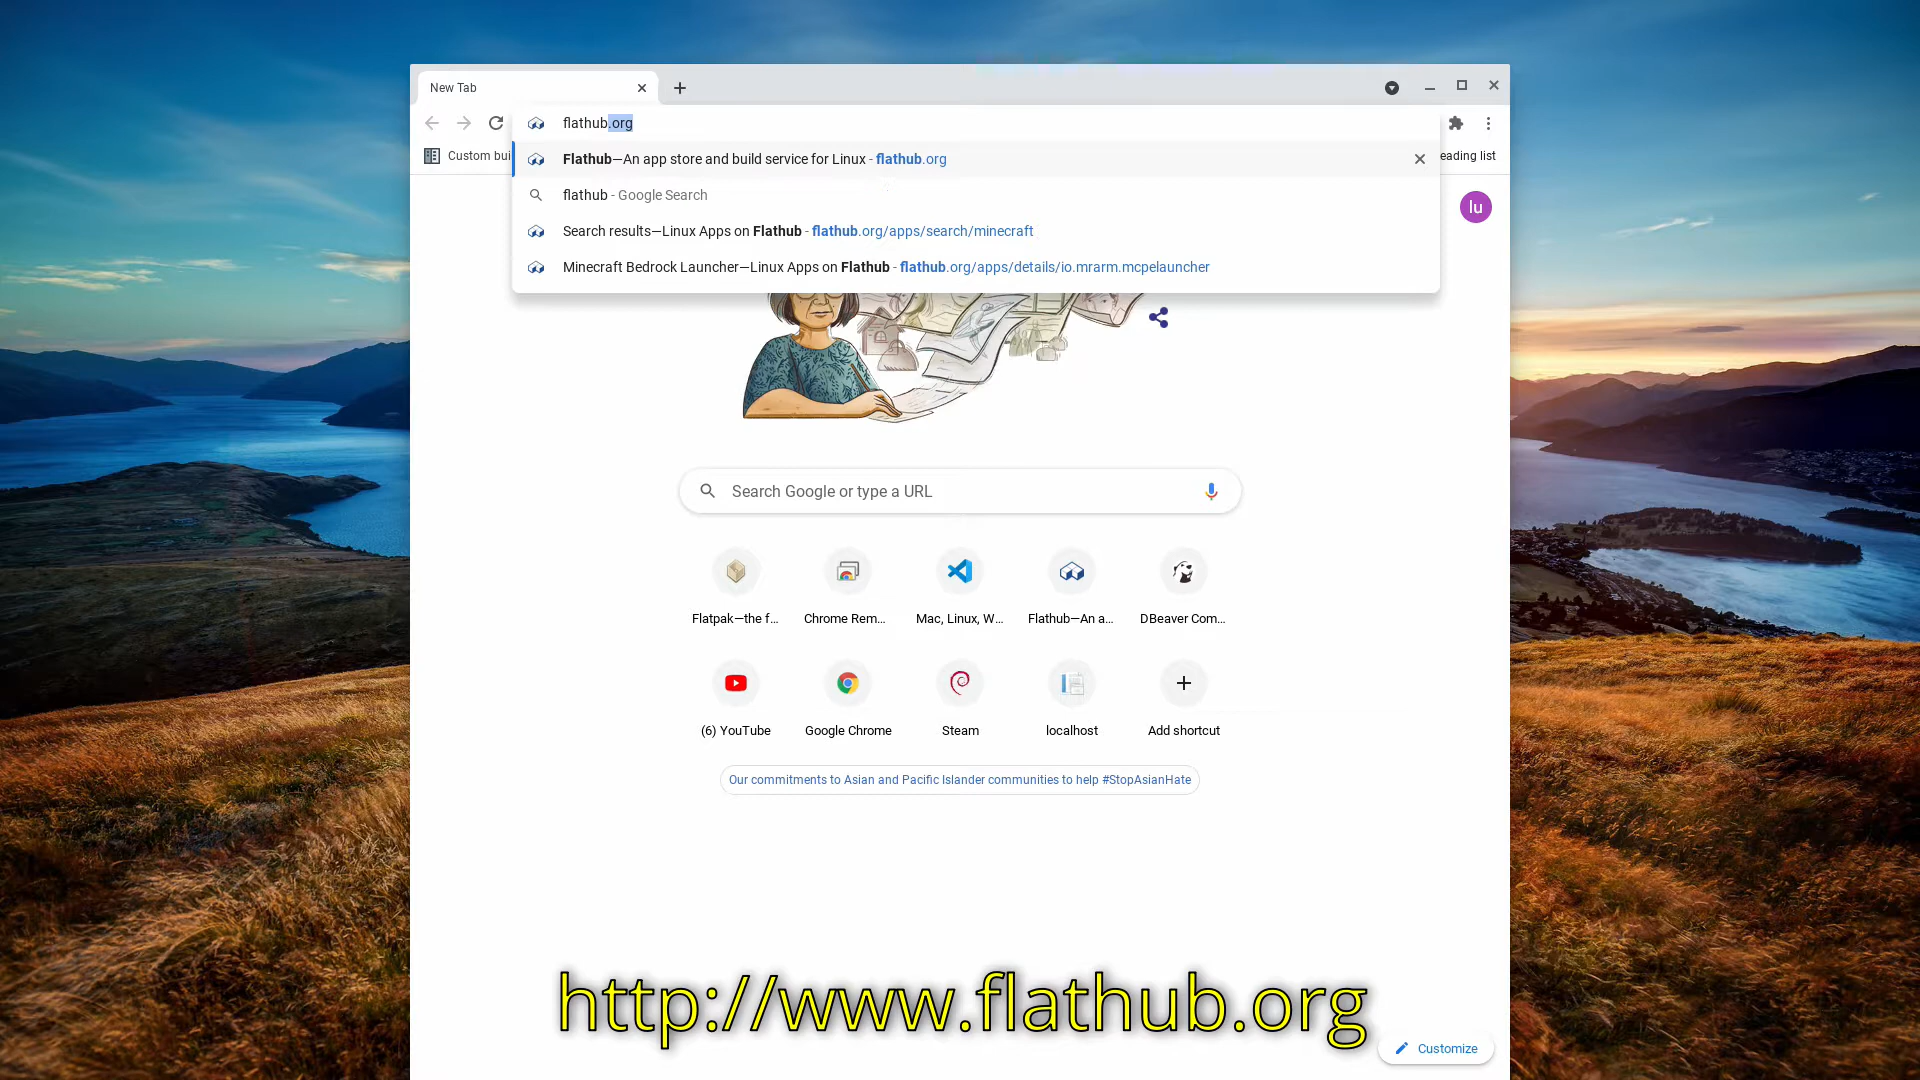 New Tab
flathub.org
Custom bui
eading list
Flathub—An app store and build service for Linux - flathub.org
flathub - Google Search
Search results—Linux Apps on Flathub - flathub.org/apps/search/minecraft
Minecraft Bedrock Launcher—Linux Apps on Flathub - flathub.org/apps/details/io.mrarm.mcpelauncher
lu
Search Google or type a URL
Flatpak—the f...
Chrome Rem...
Mac, Linux, W...
Flathub—An a...
DBeaver Com...
(6) YouTube
Google Chrome
Steam
localhost
Add shortcut
Our commitments to Asian and Pacific Islander communities to help #StopAsianHate
http://www.flathub.org
Customize